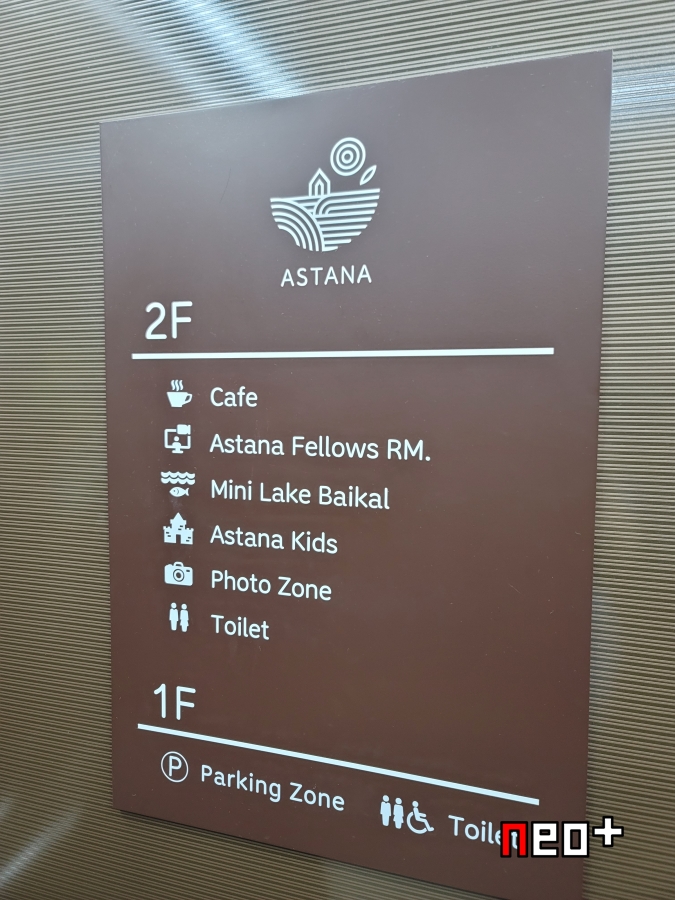 ASTANA
2F
Cafe
Astana Fellows RM.
Mini Lake Baikal
Astana Kids
Photo Zone
Toilet
1F
P Parking Zone Toilet
neo+